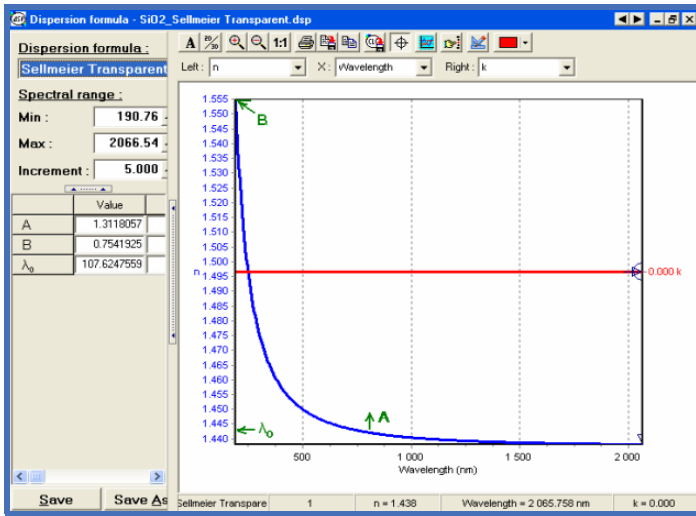 Dispersion formula - SiO2_Sellmeier Transparent.dsp
Dispersion formula :
Sellmeier Transparent
Spectral range :
Min : 190.76
Max : 2066.54
Increment : 5.000
Value
A 1.3118057
B 0.7541925
λ0 107.6247559
Save Save As
A 2D/3D 1:1
Left : n X : Wavelength Right : k
1.555
1.550
1.545
1.540
1.535
1.530
1.525
1.520
1.515
1.510
1.505
1.500
n 1.495
1.490
1.485
1.480
1.475
1.470
1.465
1.460
1.455
1.450
1.445
1.440
B
0.000 k
A
λ0
500 1 000 1 500 2 000
Wavelength (nm)
Sellmeier Transpare 1 n = 1.438 Wavelength = 2 065.758 nm k = 0.000